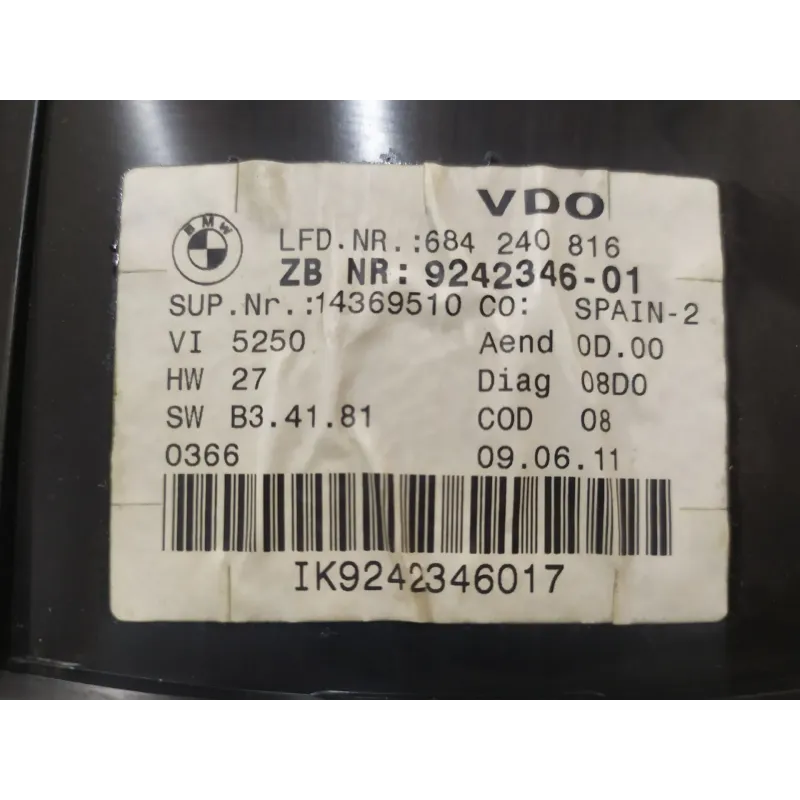 VDO
BMW
LFD.NR.:684 240 816
ZB NR: 9242346-01
SUP.Nr.:14369510 CO: SPAIN-2
VI 5250 Aend 0D.00
HW 27 Diag 08D0
SW B3.41.81 COD 08
0366 09.06.11
IK9242346017